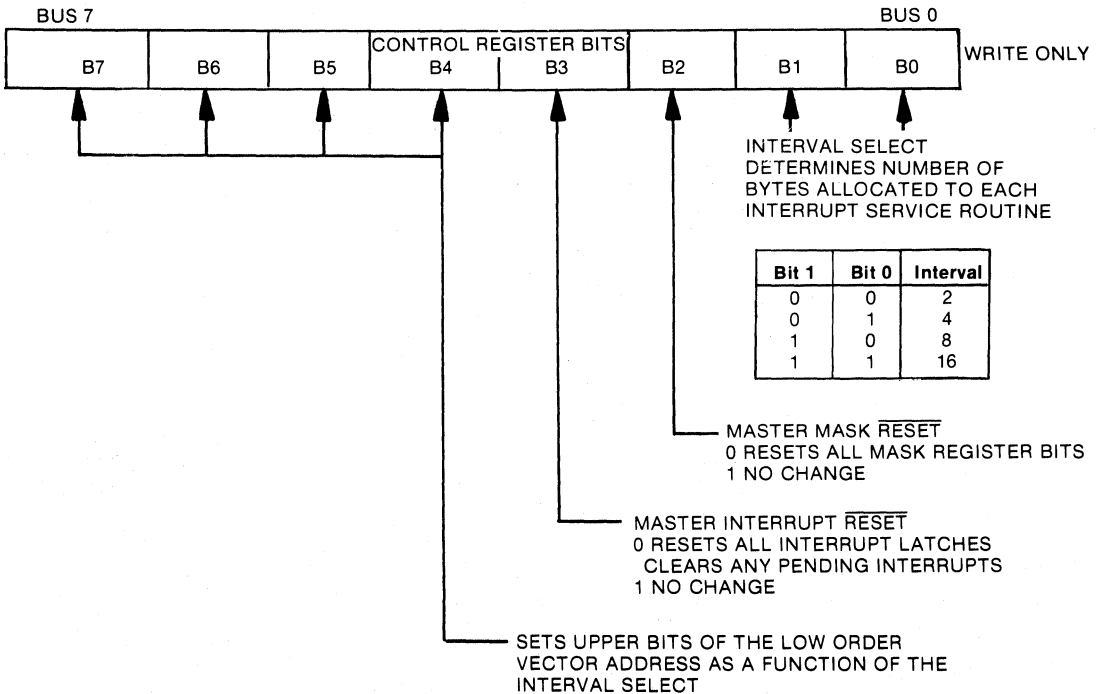 BUS 7 BUS 0
CONTROL REGISTER BITS
B7 B6 B5 B4 B3 B2 B1 B0
WRITE ONLY
INTERVAL SELECT
DETERMINES NUMBER OF
BYTES ALLOCATED TO EACH
INTERRUPT SERVICE ROUTINE
Bit 1 Bit 0 Interval
0 0 2
0 1 4
1 0 8
1 1 16
MASTER MASK RESET
0 RESETS ALL MASK REGISTER BITS
1 NO CHANGE
MASTER INTERRUPT RESET
0 RESETS ALL INTERRUPT LATCHES
CLEARS ANY PENDING INTERRUPTS
1 NO CHANGE
SETS UPPER BITS OF THE LOW ORDER
VECTOR ADDRESS AS A FUNCTION OF THE
INTERVAL SELECT